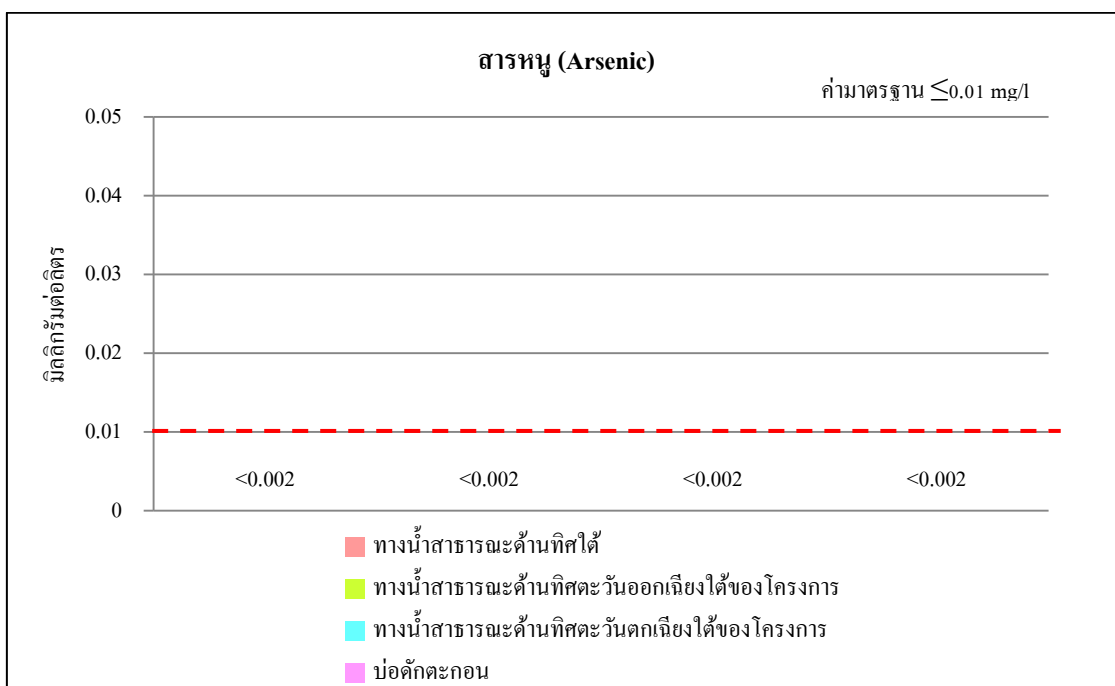 สารหนู (Arsenic)
ค่ามาตรฐาน ≤0.01 mg/l
มิลลิกรัมต่อลิตร
0.05
0.04
0.03
0.02
0.01
0
<0.002 <0.002 <0.002 <0.002
ทางน้ำสาธารณะด้านทิศใต้
ทางน้ำสาธารณะด้านทิศตะวันออกเฉียงใต้ของโครงการ
ทางน้ำสาธารณะด้านทิศตะวันตกเฉียงใต้ของโครงการ
บ่อดักตะกอน